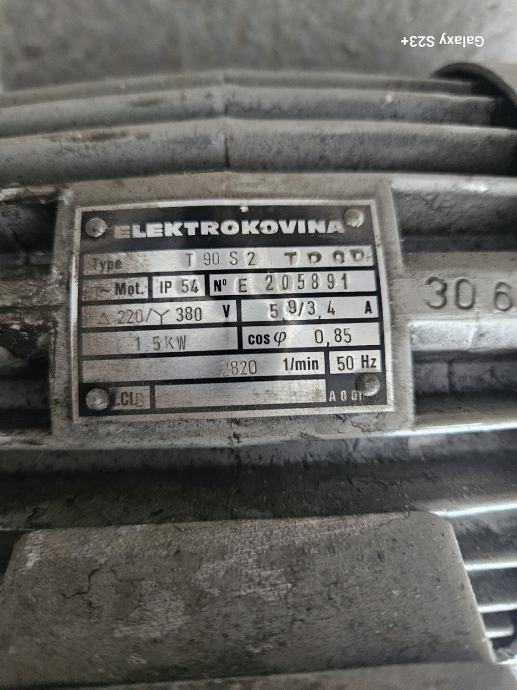 Galaxy S23+
ELEKTROKOVINA
Type T 90 S 2
~ Mot. IP 54 Nº E 205891
△ 220/Y 380 V 5,9/3,4 A
1,5 KW cos φ 0,85
2820 1/min 50 Hz
30 6